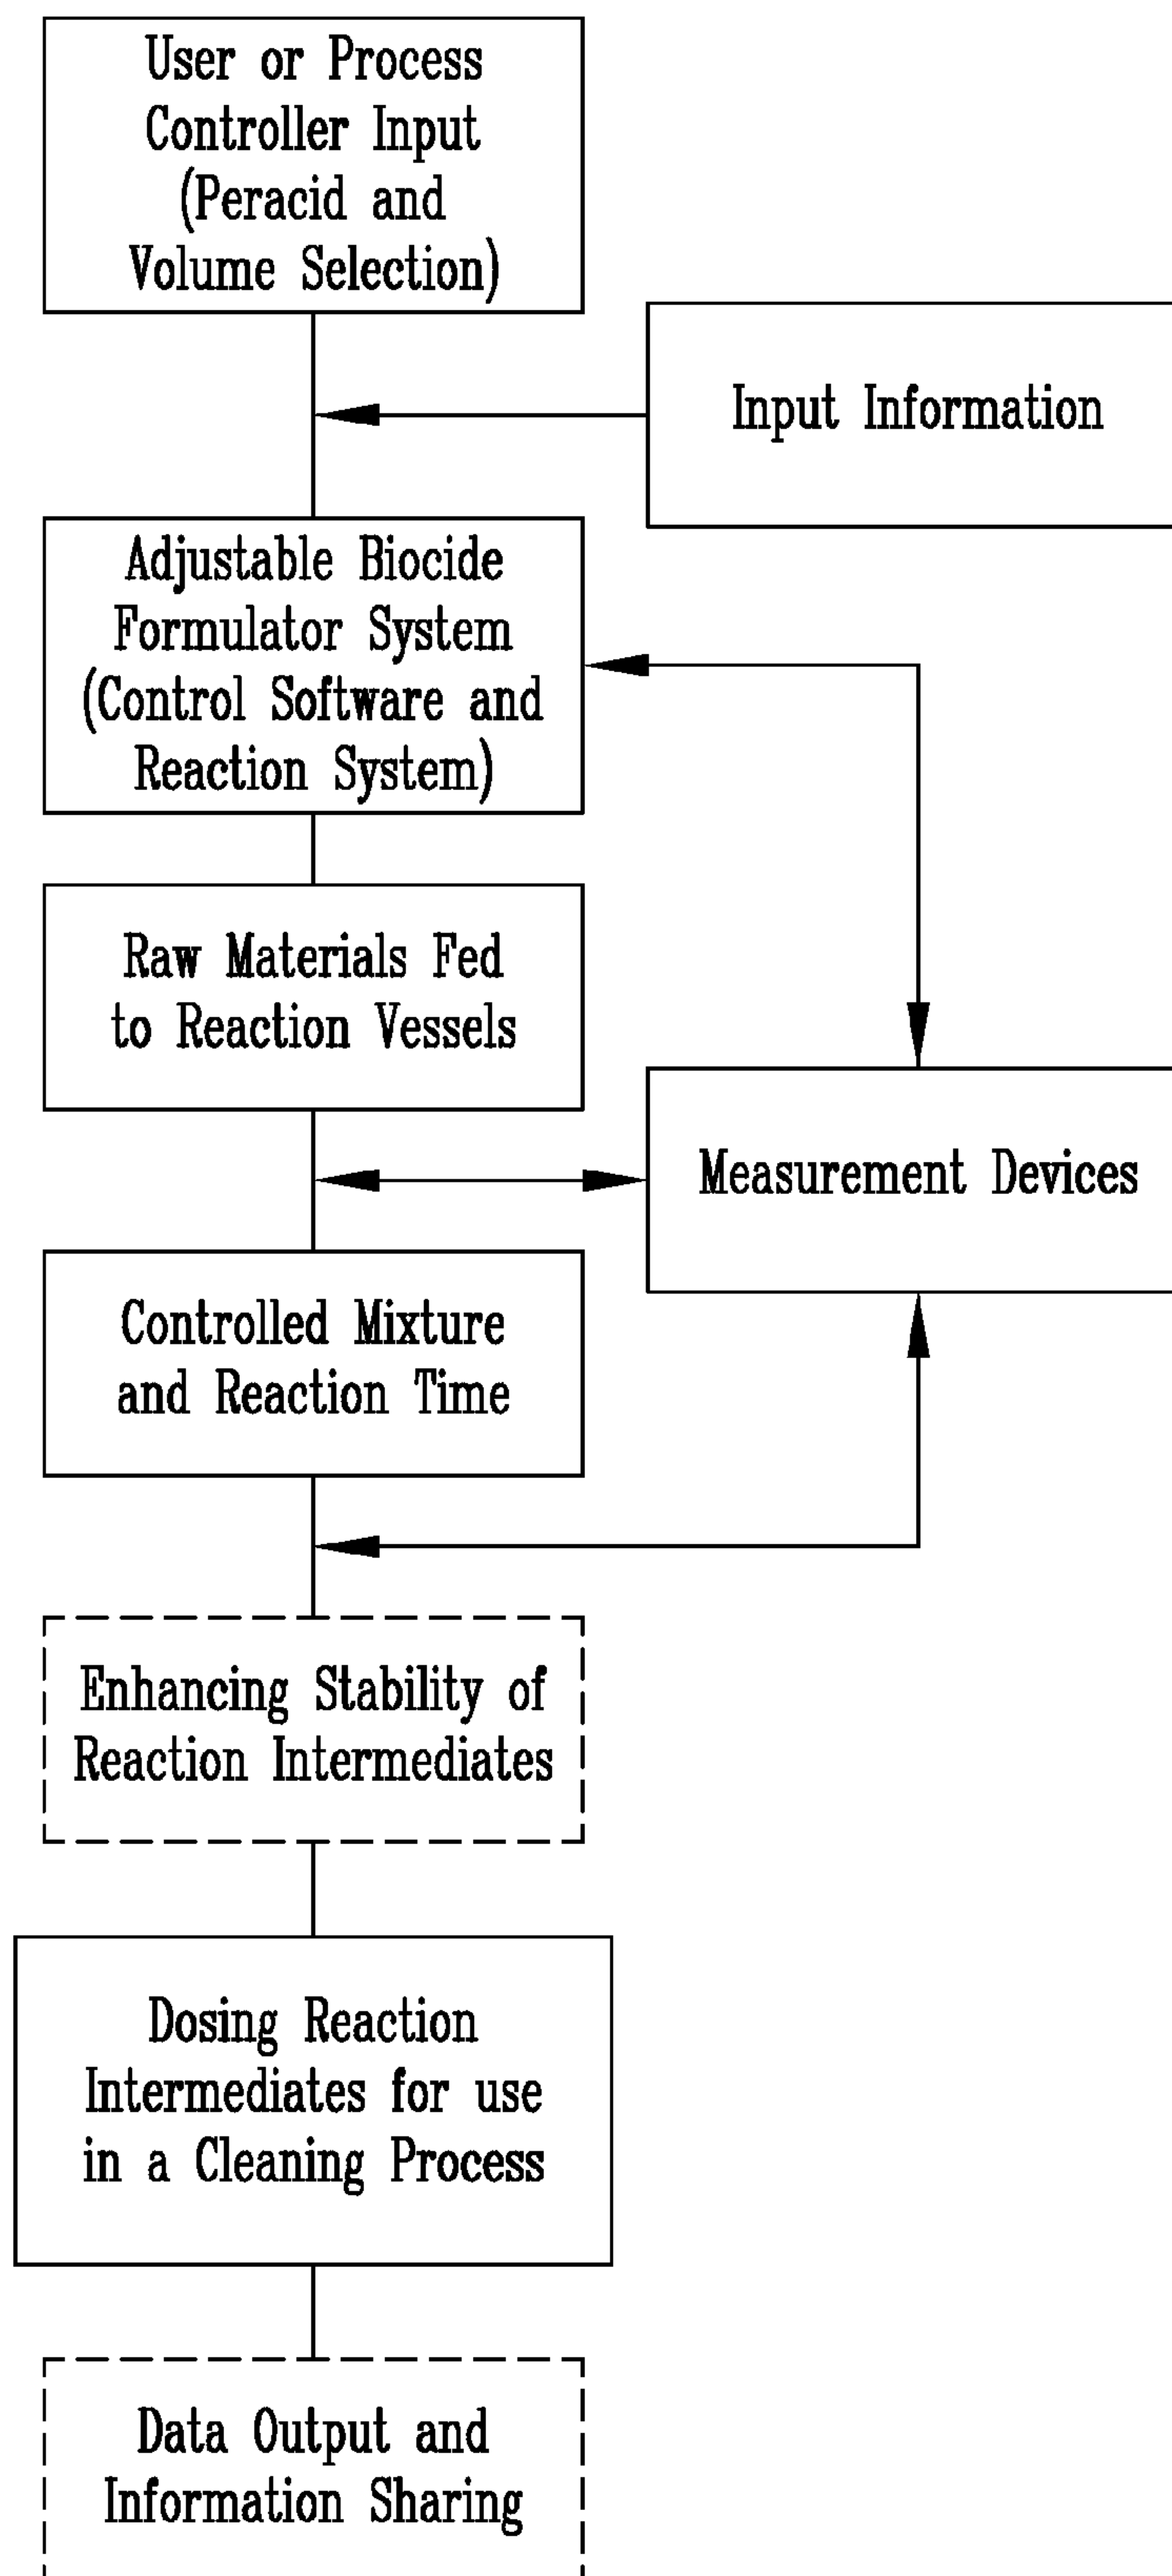 User or Process
Controller Input
(Peracid and
Volume Selection)
Input Information
Adjustable Biocide
Formulator System
(Control Software and
Reaction System)
Raw Materials Fed
to Reaction Vessels
Measurement Devices
Controlled Mixture
and Reaction Time
Enhancing Stability of
Reaction Intermediates
Dosing Reaction
Intermediates for use
in a Cleaning Process
Data Output and
Information Sharing